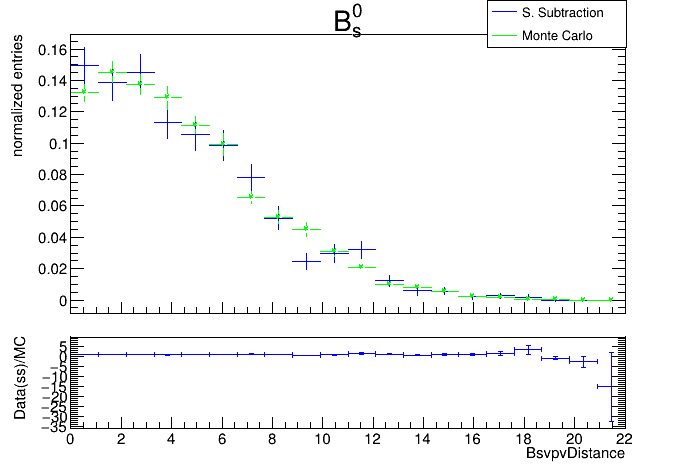 B_s^0
S. Subtraction
Monte Carlo
normalized entries
0.16
0.14
0.12
0.1
0.08
0.06
0.04
0.02
0
Data(ss)/MC
5
0
−5
−10
−15
−20
−25
−30
−35
0 2 4 6 8 10 12 14 16 18 20 22
BsvpvDistance